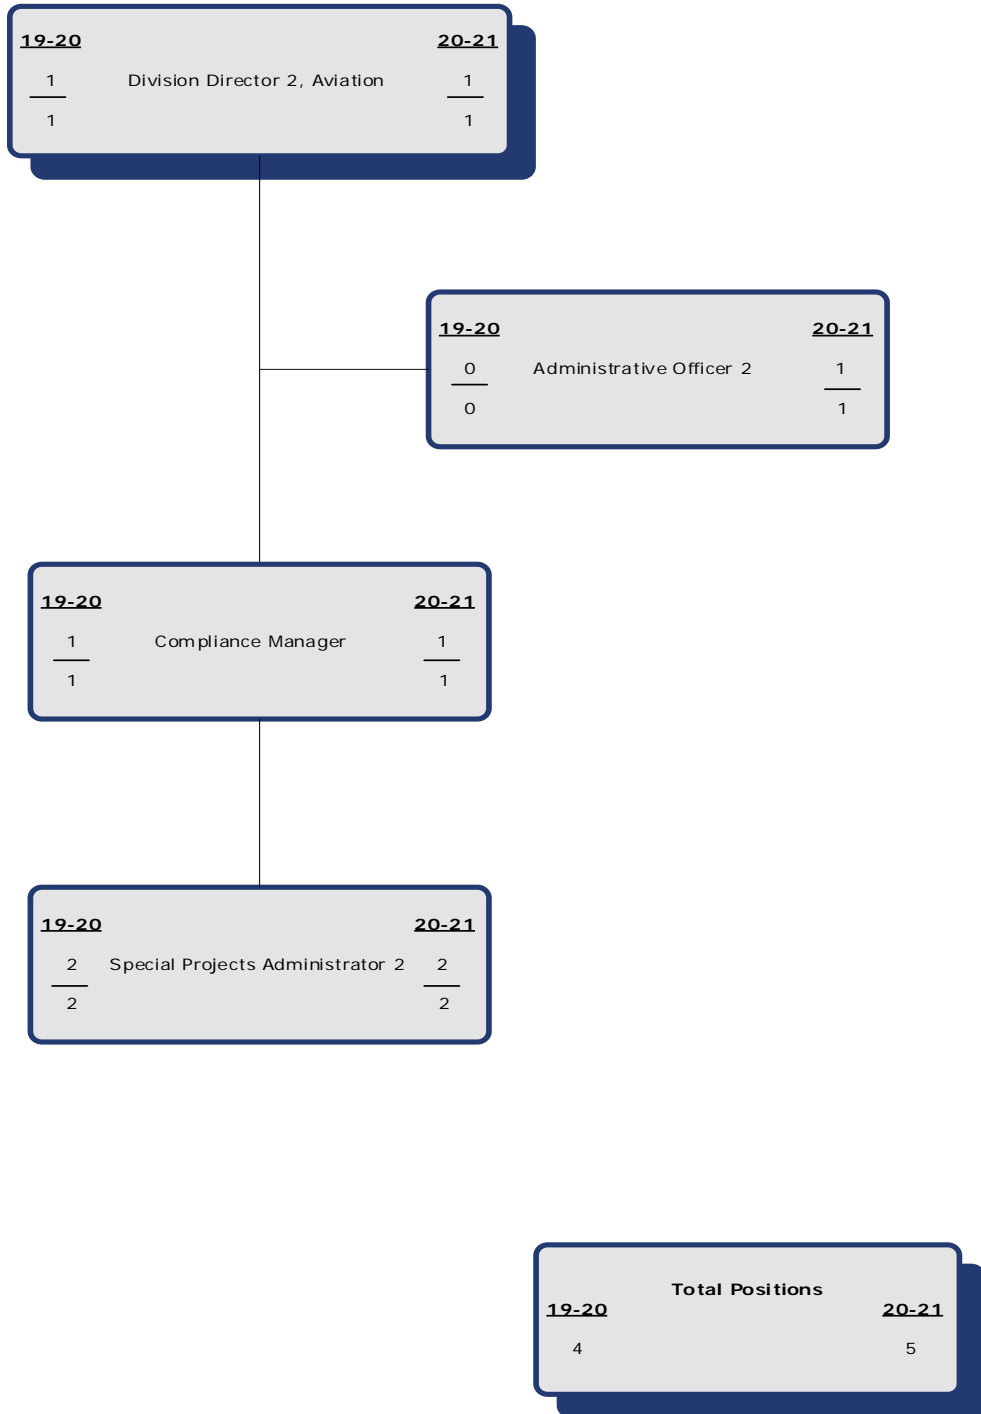 19-20 20-21
1 Division Director 2, Aviation 1
1 1
19-20 20-21
0 Administrative Officer 2 1
0 1
19-20 20-21
1 Compliance Manager 1
1 1
19-20 20-21
2 Special Projects Administrator 2 2
2 2
Total Positions
19-20 20-21
4 5